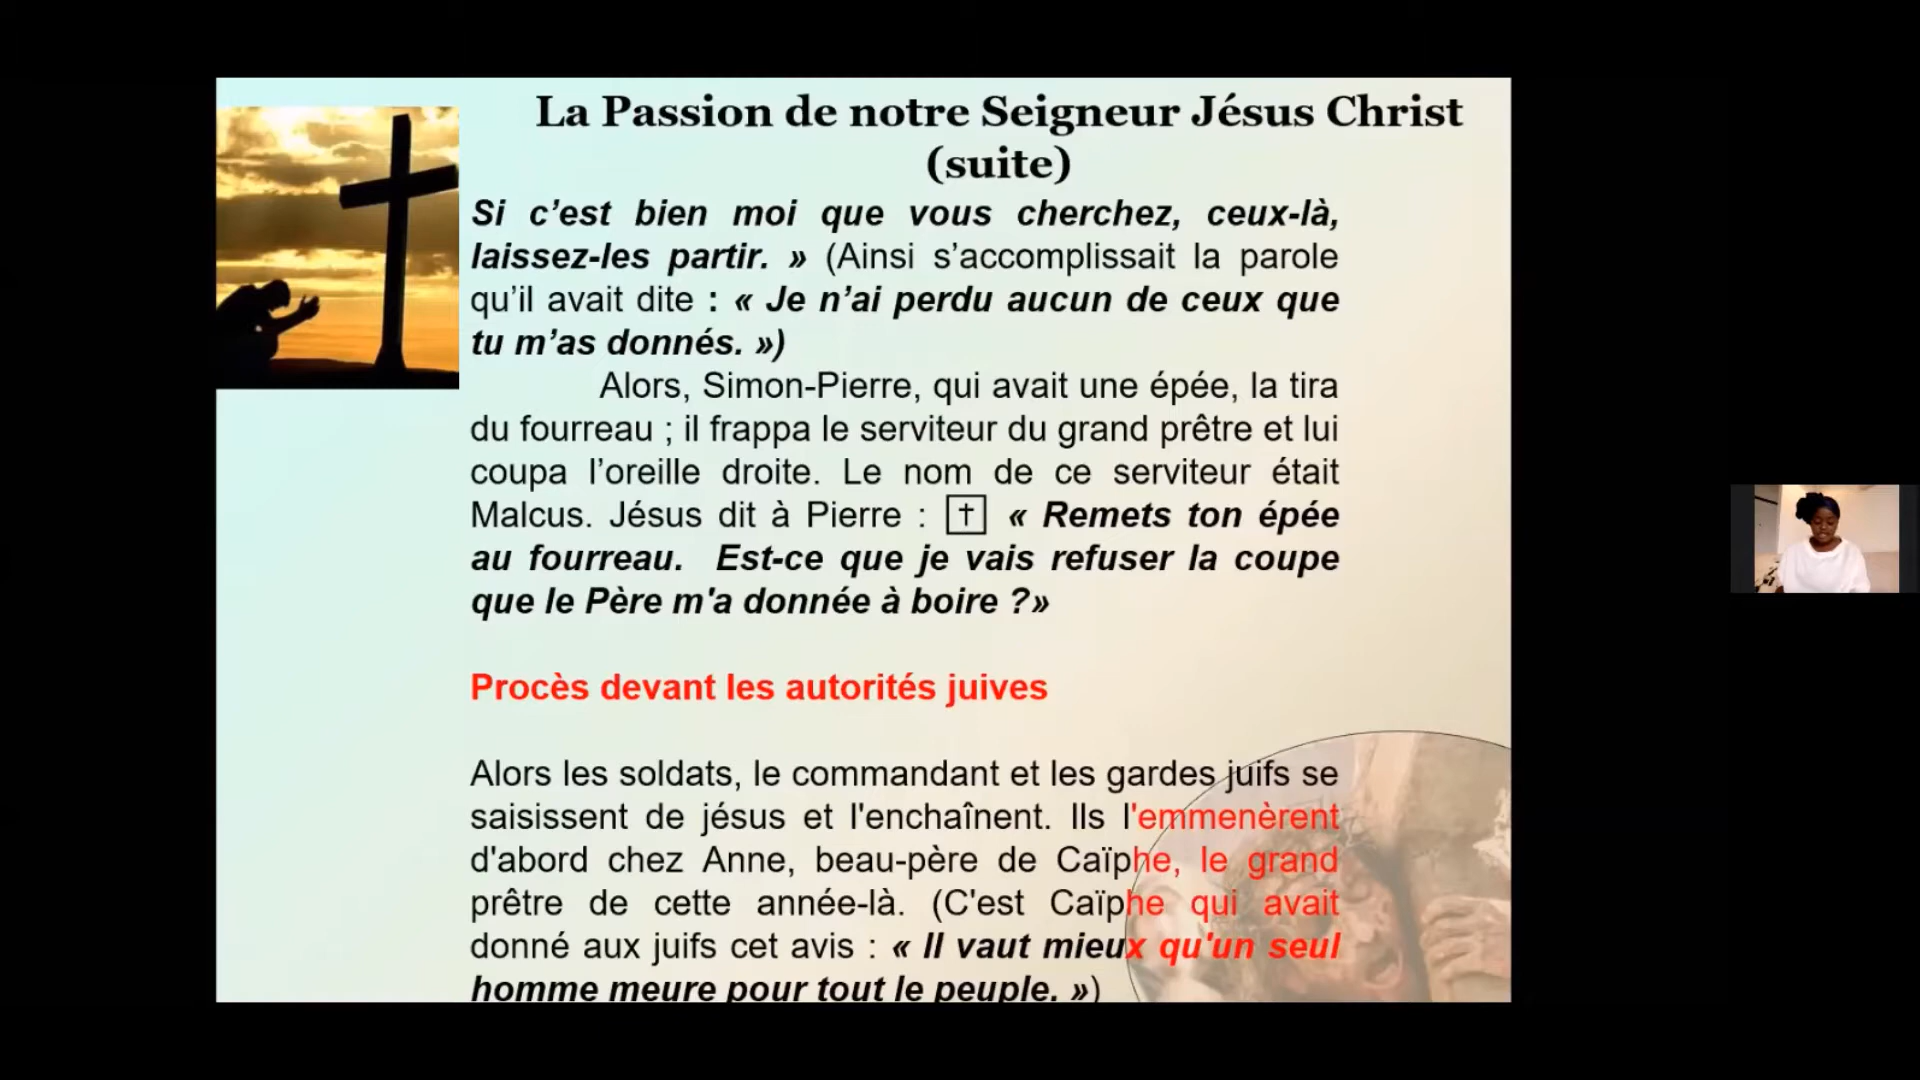 La Passion de notre Seigneur Jésus Christ
(suite)
Si c’est bien moi que vous cherchez, ceux-là,
laissez-les partir. » (Ainsi s’accomplissait la parole
qu’il avait dite : « Je n’ai perdu aucun de ceux que
tu m’as donnés. »)
Alors, Simon-Pierre, qui avait une épée, la tira
du fourreau ; il frappa le serviteur du grand prêtre et lui
coupa l’oreille droite. Le nom de ce serviteur était
Malcus. Jésus dit à Pierre : ✝ « Remets ton épée
au fourreau.  Est-ce que je vais refuser la coupe
que le Père m'a donnée à boire ?»
Procès devant les autorités juives
Alors les soldats, le commandant et les gardes juifs se
saisissent de jésus et l'enchaînent. Ils l'emmenèrent
d'abord chez Anne, beau-père de Caïphe, le grand
prêtre de cette année-là. (C'est Caïphe qui avait
donné aux juifs cet avis : « Il vaut mieux qu'un seul
homme meure pour tout le peuple. »)